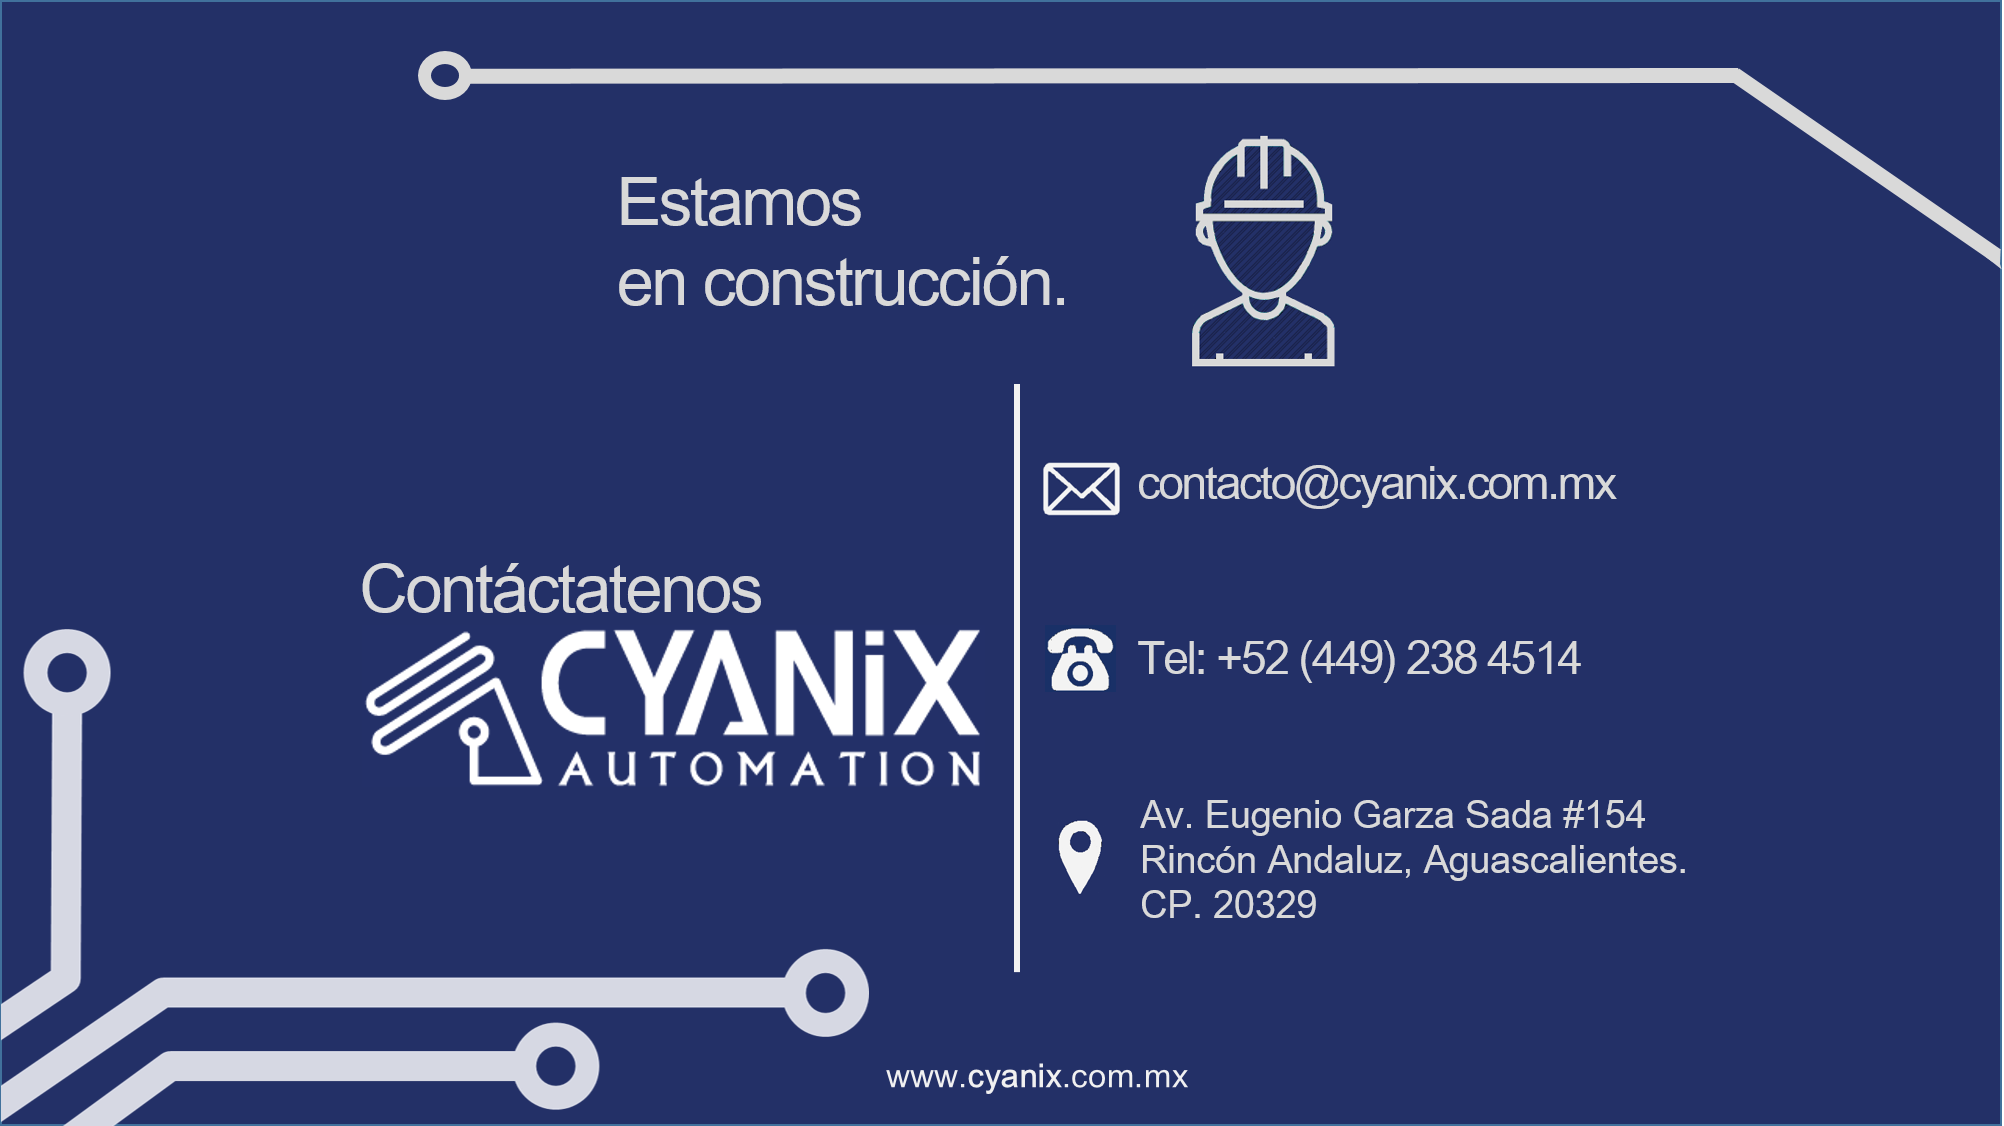 Estamos
en construcción.
contacto@cyanix.com.mx
Contáctatenos
CYANiX
AUTOMATION
Tel: +52 (449) 238 4514
Av. Eugenio Garza Sada #154
Rincón Andaluz, Aguascalientes.
CP. 20329
www.cyanix.com.mx